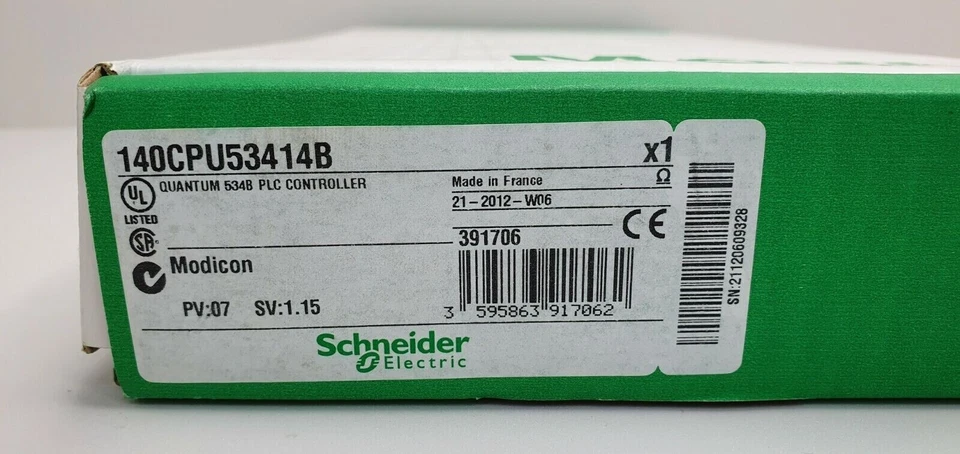 140CPU53414B
x1
QUANTUM 534B PLC CONTROLLER
Made in France
Ω
21-2012-W06
UL
LISTED
SA
391706
CE
Modicon
PV:07 SV:1.15
3 595863 917062
Schneider
Electric
SN:21120609328